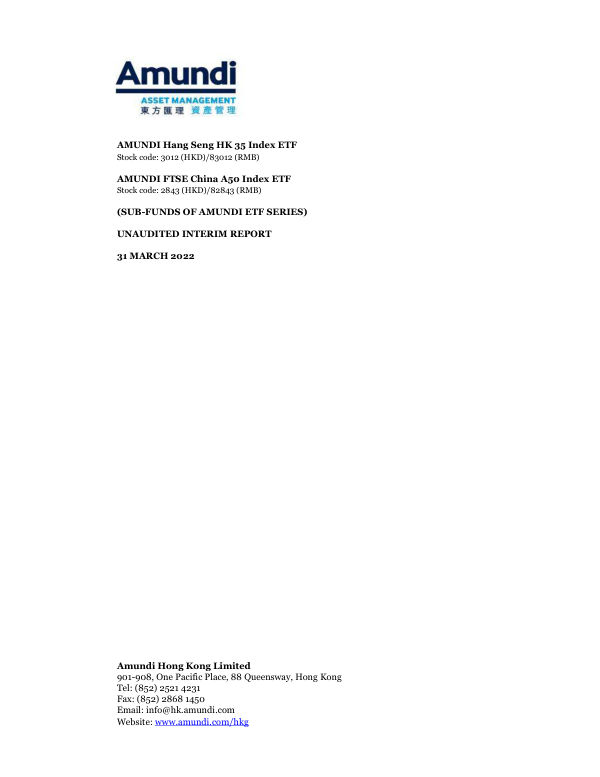 Amundi
ASSET MANAGEMENT
東方匯理 資產管理
AMUNDI Hang Seng HK 35 Index ETF
Stock code: 3012 (HKD)/83012 (RMB)
AMUNDI FTSE China A50 Index ETF
Stock code: 2843 (HKD)/82843 (RMB)
(SUB-FUNDS OF AMUNDI ETF SERIES)
UNAUDITED INTERIM REPORT
31 MARCH 2022
Amundi Hong Kong Limited
901-908, One Pacific Place, 88 Queensway, Hong Kong
Tel: (852) 2521 4231
Fax: (852) 2868 1450
Email: info@hk.amundi.com
Website: www.amundi.com/hkg